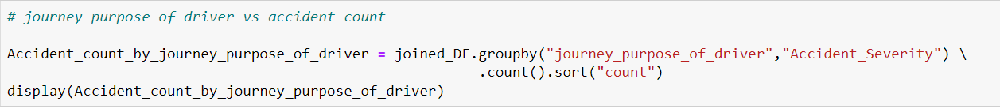 # journey_purpose_of_driver vs accident count
Accident_count_by_journey_purpose_of_driver = joined_DF.groupby("journey_purpose_of_driver","Accident_Severity") \
.count().sort("count")
display(Accident_count_by_journey_purpose_of_driver)